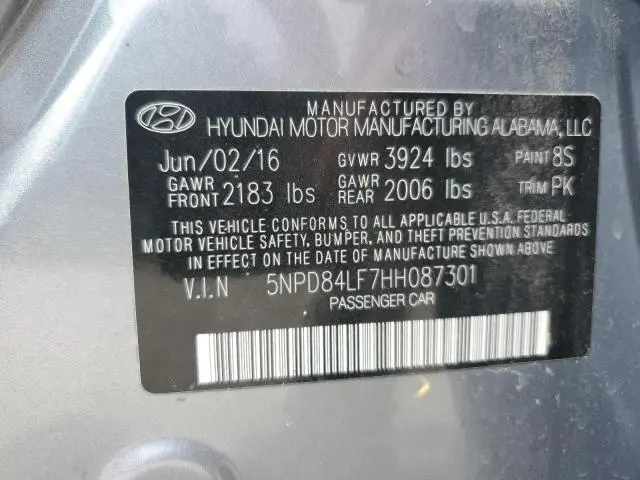 MANUFACTURED BY
HYUNDAI MOTOR MANUFACTURING ALABAMA, LLC
Jun/02/16 GVWR 3924 lbs PAINT 8S
GAWR FRONT 2183 lbs GAWR REAR 2006 lbs TRIM PK
THIS VEHICLE CONFORMS TO ALL APPLICABLE U.S.A. FEDERAL
MOTOR VEHICLE SAFETY, BUMPER, AND THEFT PREVENTION STANDARDS
IN EFFECT ON THE DATE OF MANUFACTURE SHOWN ABOVE.
V.I.N 5NPD84LF7HH087301
PASSENGER CAR